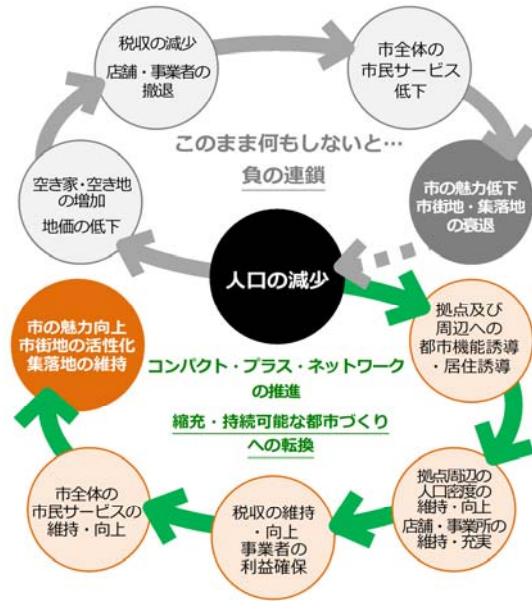 税収の減少
店舗・事業者の
撤退
市全体の
市民サービス
低下
このまま何もしないと…
負の連鎖
空き家・空き地
の増加
地価の低下
市の魅力低下
市街地・集落地
の衰退
人口の減少
拠点及び
周辺への
都市機能誘導
・居住誘導
市の魅力向上
市街地の活性化
集落地の維持
コンパクト・プラス・ネットワーク
の推進
縮充・持続可能な都市づくり
への転換
拠点周辺の
人口密度の
維持・向上
店舗・事業所の
維持・充実
税収の維持
・向上
事業者の
利益確保
市全体の
市民サービスの
維持・向上